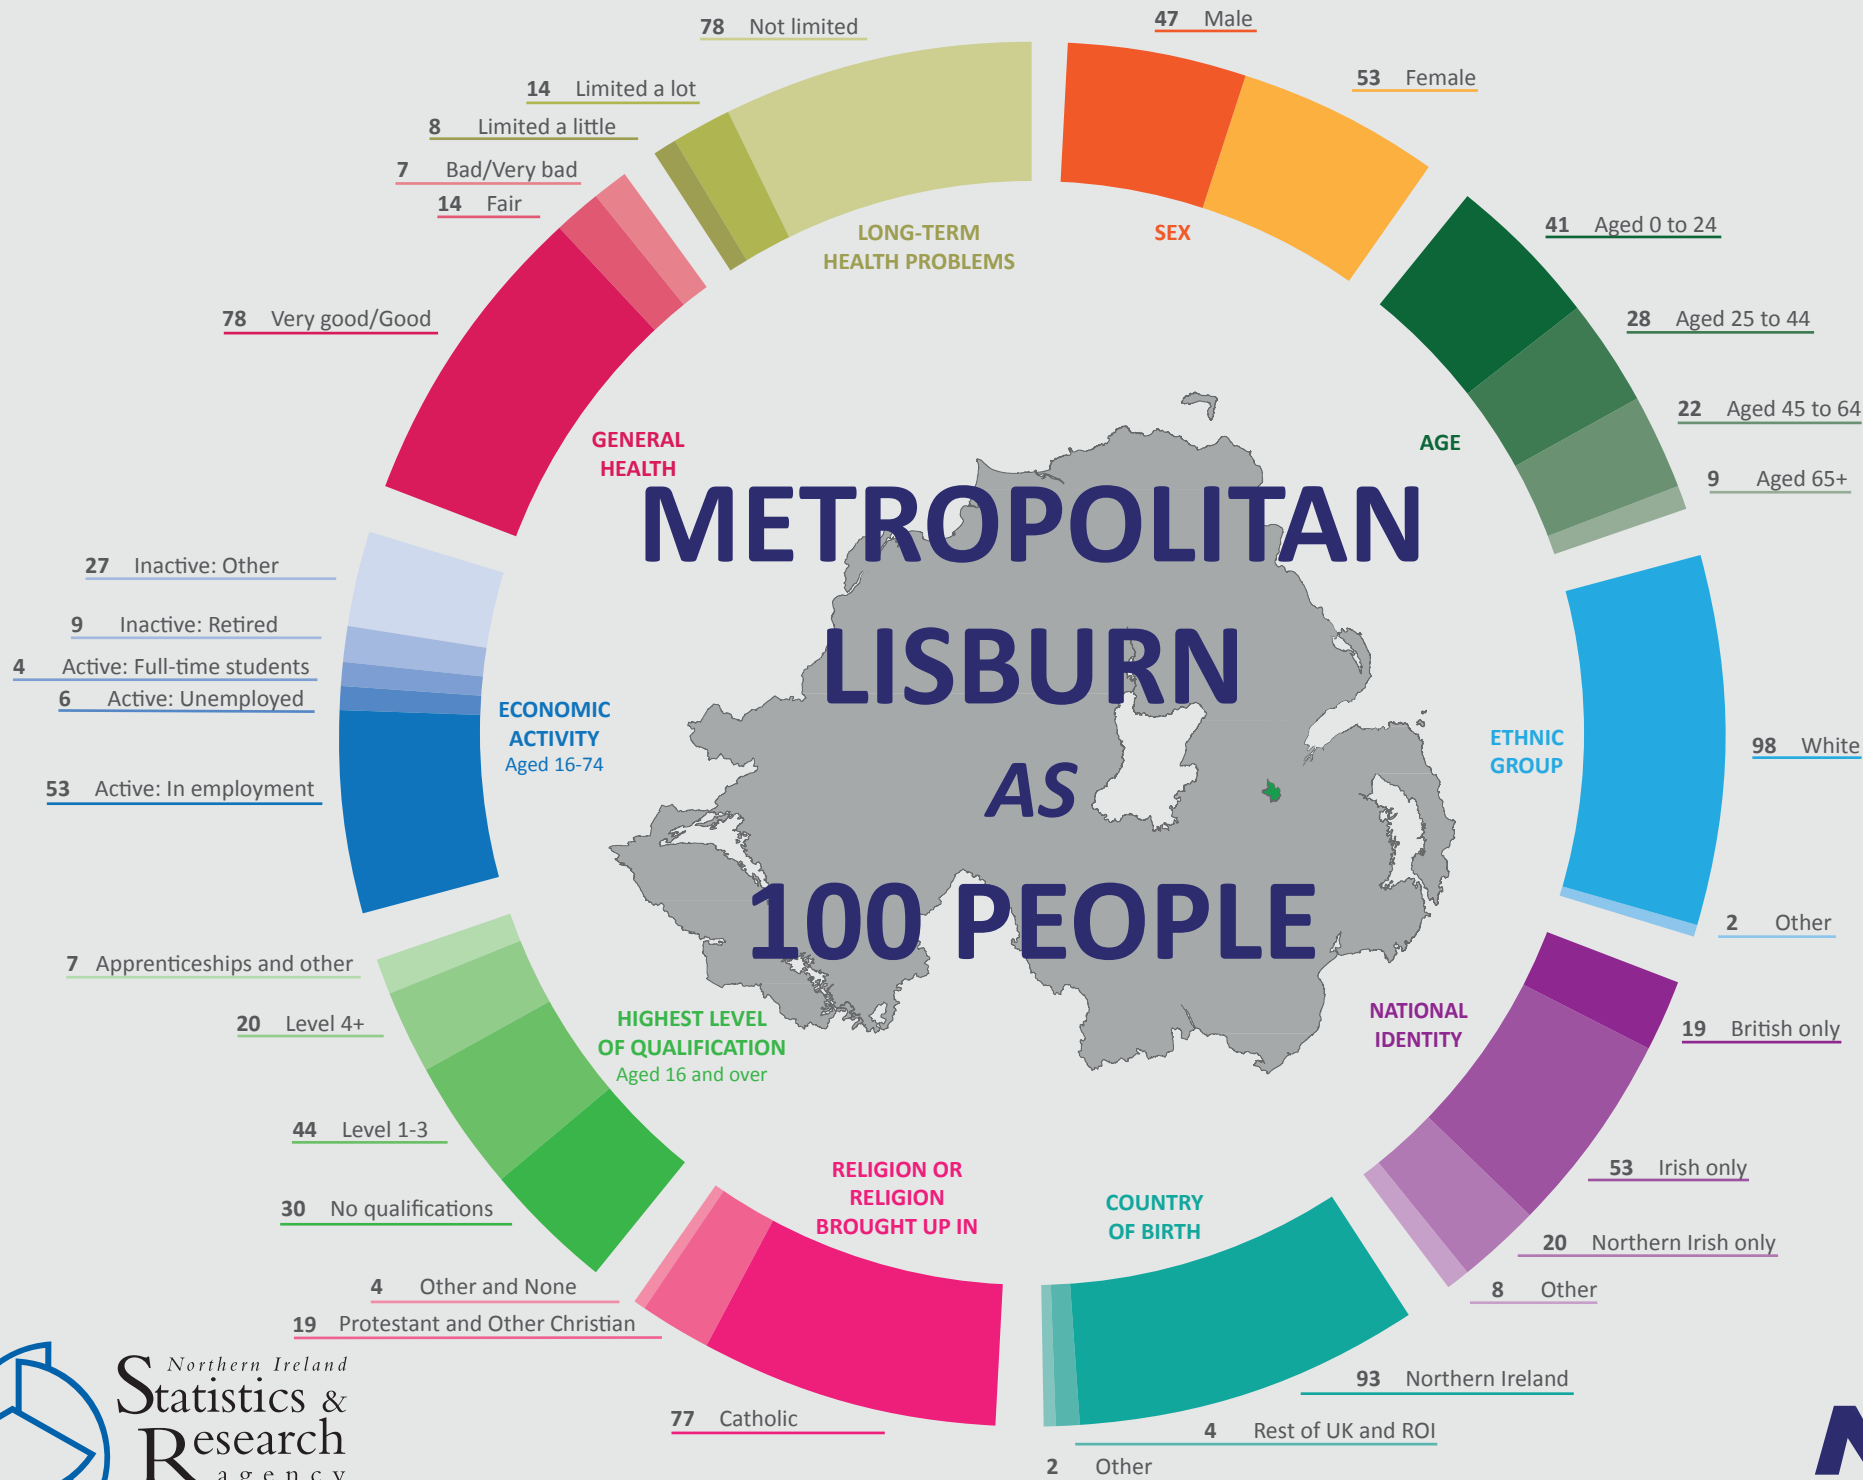 METROPOLITAN
LISBURN
AS
100 PEOPLE
SEX
47 Male
53 Female
AGE
41 Aged 0 to 24
28 Aged 25 to 44
22 Aged 45 to 64
9 Aged 65+
ETHNIC
GROUP
98 White
2 Other
NATIONAL
IDENTITY
19 British only
53 Irish only
20 Northern Irish only
8 Other
COUNTRY
OF BIRTH
93 Northern Ireland
4 Rest of UK and ROI
2 Other
RELIGION OR
RELIGION
BROUGHT UP IN
77 Catholic
19 Protestant and Other Christian
4 Other and None
HIGHEST LEVEL
OF QUALIFICATION
Aged 16 and over
30 No qualifications
44 Level 1-3
20 Level 4+
7 Apprenticeships and other
ECONOMIC
ACTIVITY
Aged 16-74
53 Active: In employment
6 Active: Unemployed
4 Active: Full-time students
9 Inactive: Retired
27 Inactive: Other
GENERAL
HEALTH
78 Very good/Good
14 Fair
7 Bad/Very bad
LONG-TERM
HEALTH PROBLEMS
8 Limited a little
14 Limited a lot
78 Not limited
Northern Ireland
Statistics &
Research
agency